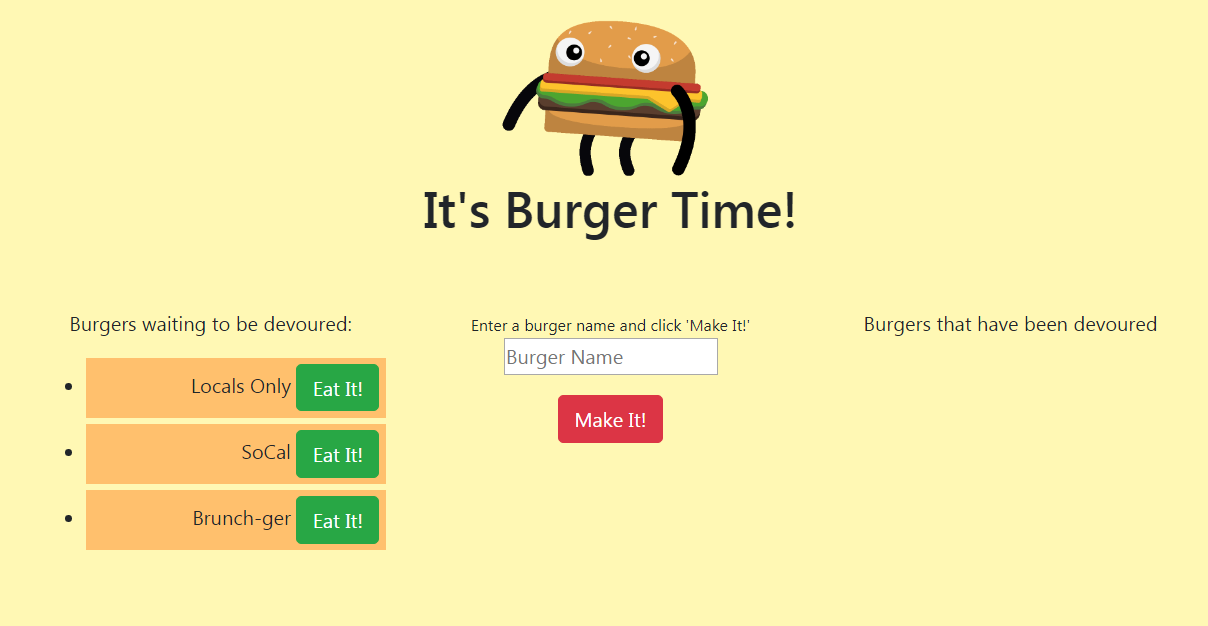 It's Burger Time!
Burgers waiting to be devoured:
Locals Only Eat It!
SoCal Eat It!
Brunch-ger Eat It!
Enter a burger name and click 'Make It!'
Burger Name
Make It!
Burgers that have been devoured